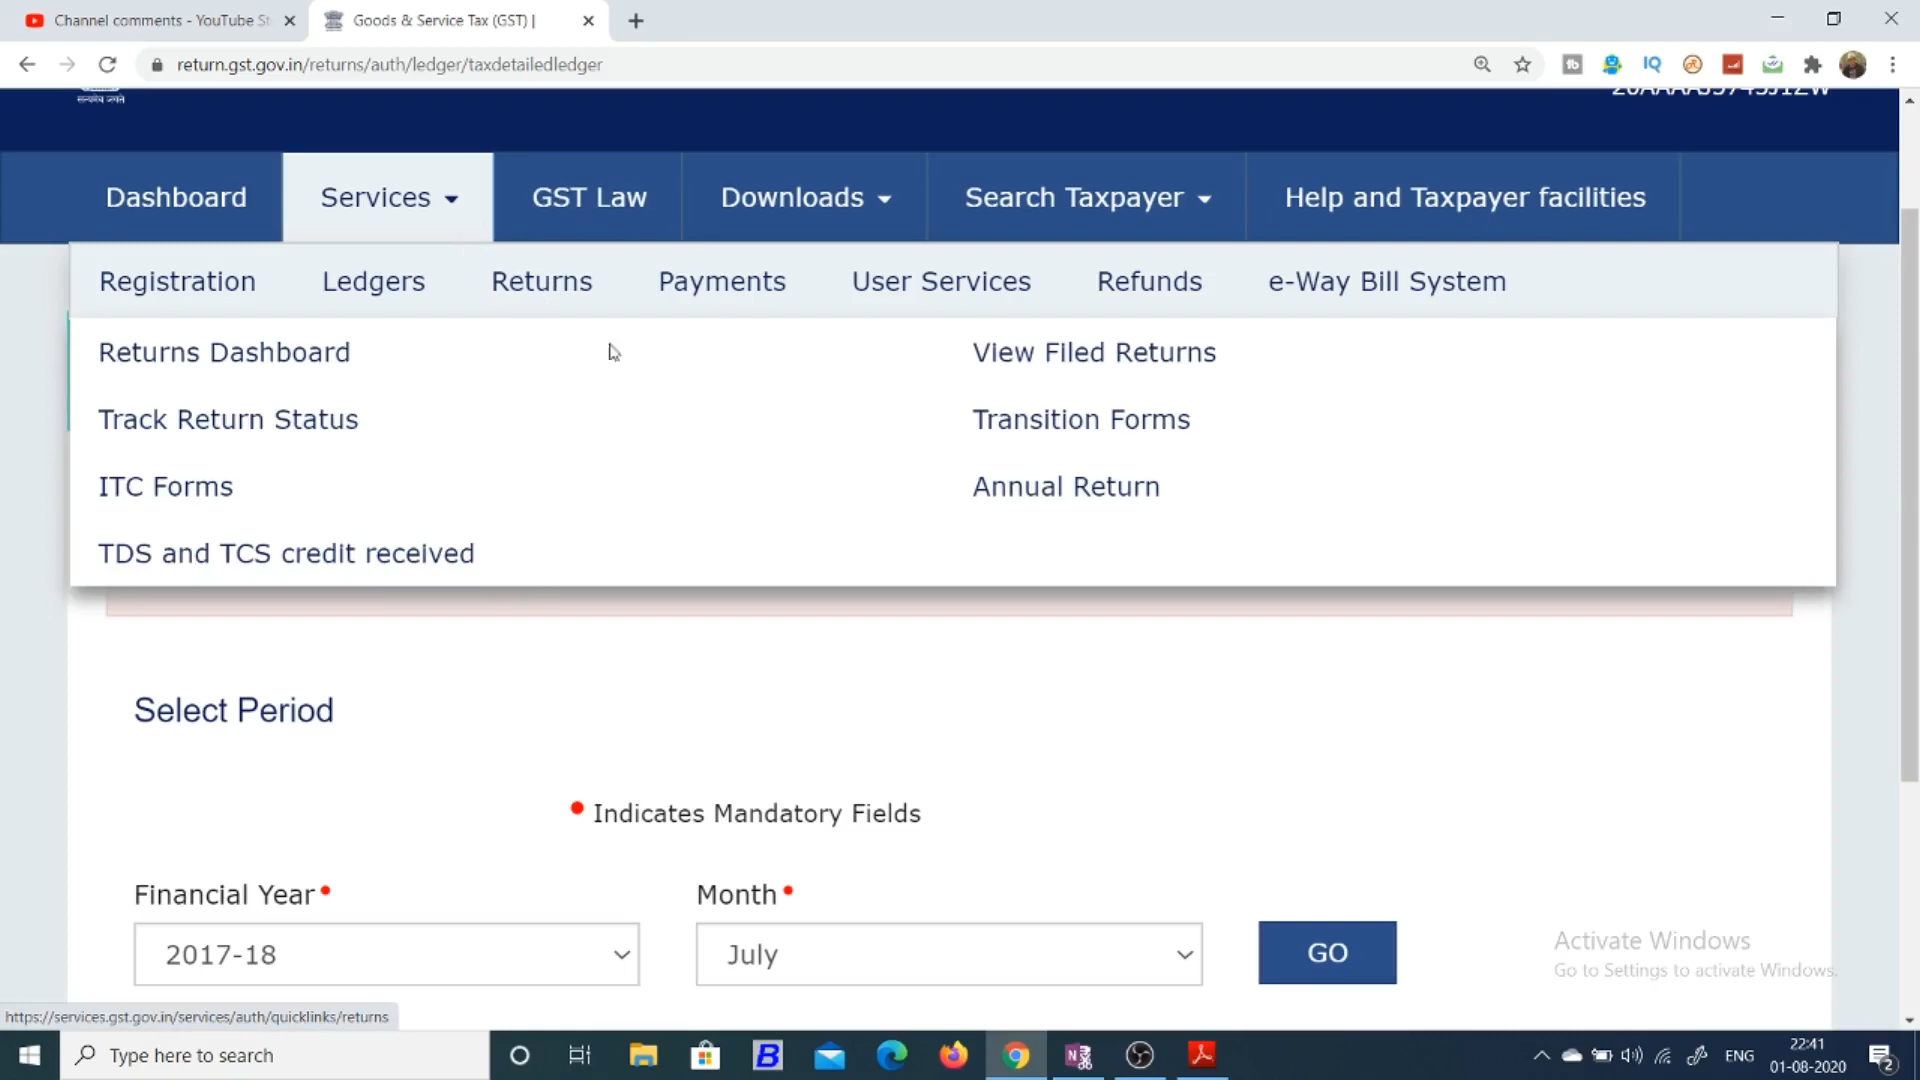 Channel comments - YouTube St
Goods & Service Tax (GST) |
return.gst.gov.in/returns/auth/ledger/taxdetailedledger
सत्यमेव जयते
Dashboard
Services
GST Law
Downloads
Search Taxpayer
Help and Taxpayer facilities
Registration
Ledgers
Returns
Payments
User Services
Refunds
e-Way Bill System
Returns Dashboard
View Filed Returns
Track Return Status
Transition Forms
ITC Forms
Annual Return
TDS and TCS credit received
Select Period
Indicates Mandatory Fields
Financial Year
Month
2017-18
July
GO
Activate Windows
Go to Settings to activate Windows.
https://services.gst.gov.in/services/auth/quicklinks/returns
Type here to search
ENG
22:41
01-08-2020
2